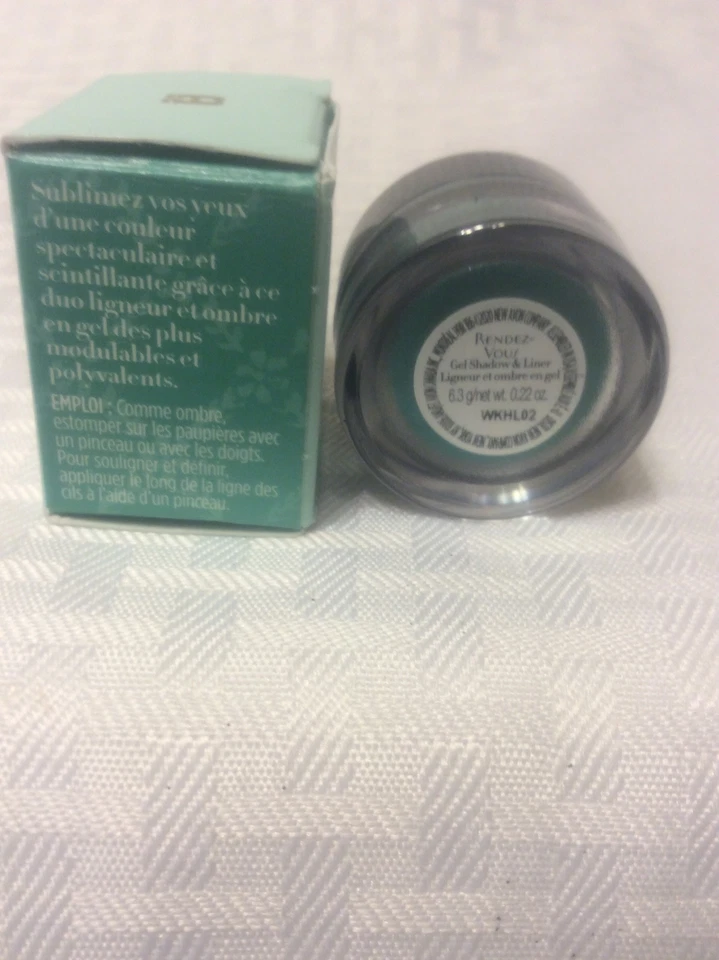 B
Sublimez vos yeux
d'une couleur
spectaculaire et
scintillante grâce à ce
duo ligneur et ombre
en gel des plus
modulables et
polyvalents.
EMPLOI : Comme ombre,
estomper sur les paupières avec
un pinceau ou avec les doigts.
Pour souligner et définir,
appliquer le long de la ligne des
cils à l'aide d'un pinceau.
RENDEZ-
VOUS
Gel Shadow & Liner
Ligneur et ombre en gel
6.3 g/net wt. 0.22 oz.
WKHL02